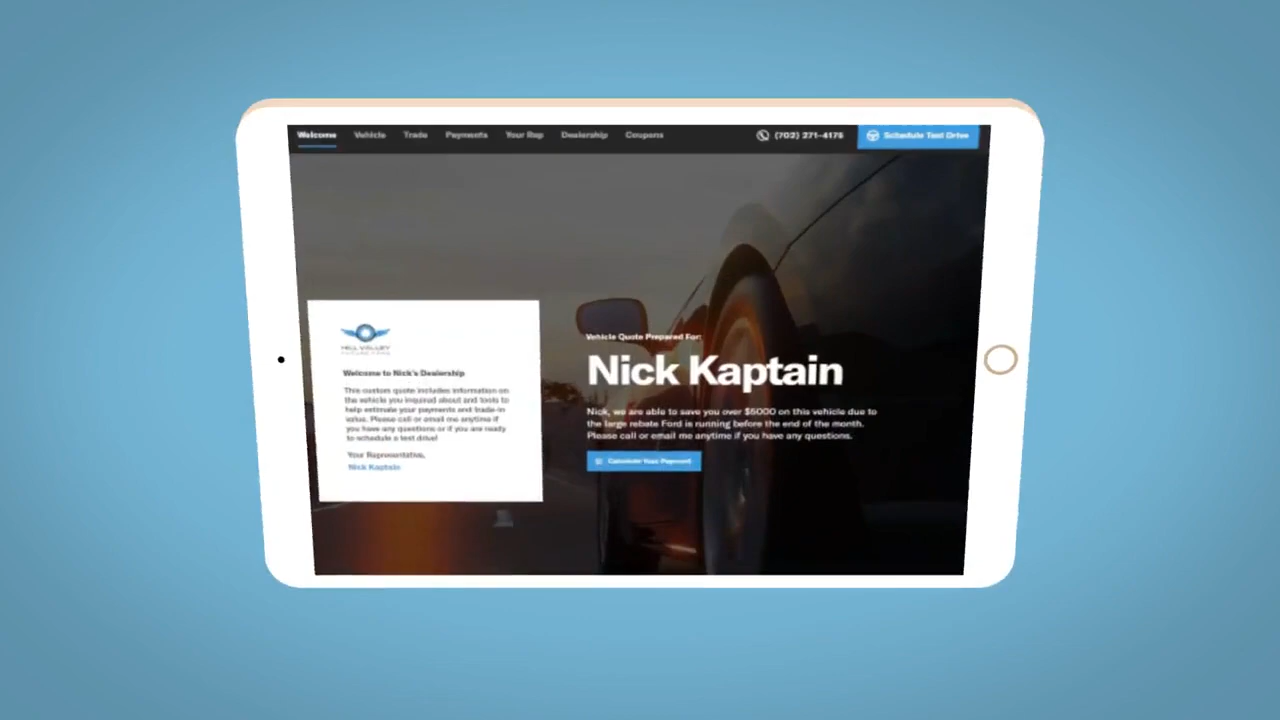 Welcome Vehicle Trade Payments Your Rep Dealership Coupons (702) 271-4175 Schedule Test Drive
HILL VALLEY
Welcome to Nick's Dealership
This custom quote includes information on
the vehicle you inquired about and tools to
help estimate your payments and trade-in
value. Please call or email me anytime if
you have any questions or if you are ready
to schedule a test drive!
Your Representative,
Nick Kaptain
Vehicle Quote Prepared For:
Nick Kaptain
Nick, we are able to save you over $5000 on this vehicle due to
the large rebate Ford is running before the end of the month.
Please call or email me anytime if you have any questions.
Calculate Your Payment